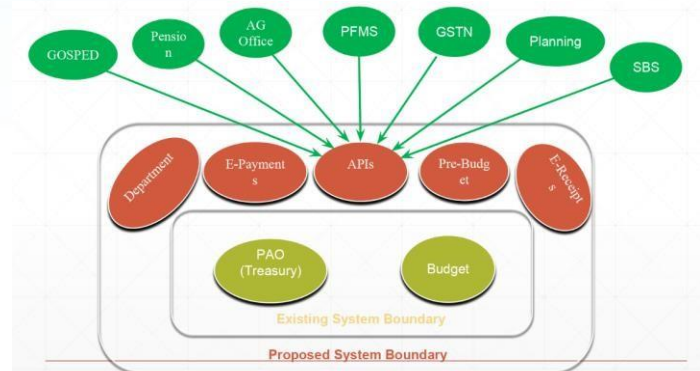 GOSPED
Pensio
n
AG
Office
PFMS
GSTN
Planning
SBS
Department
E-Payment
s
APIs
Pre-Budg
et
E-Receipt
s
PAO
(Treasury)
Budget
Existing System Boundary
Proposed System Boundary